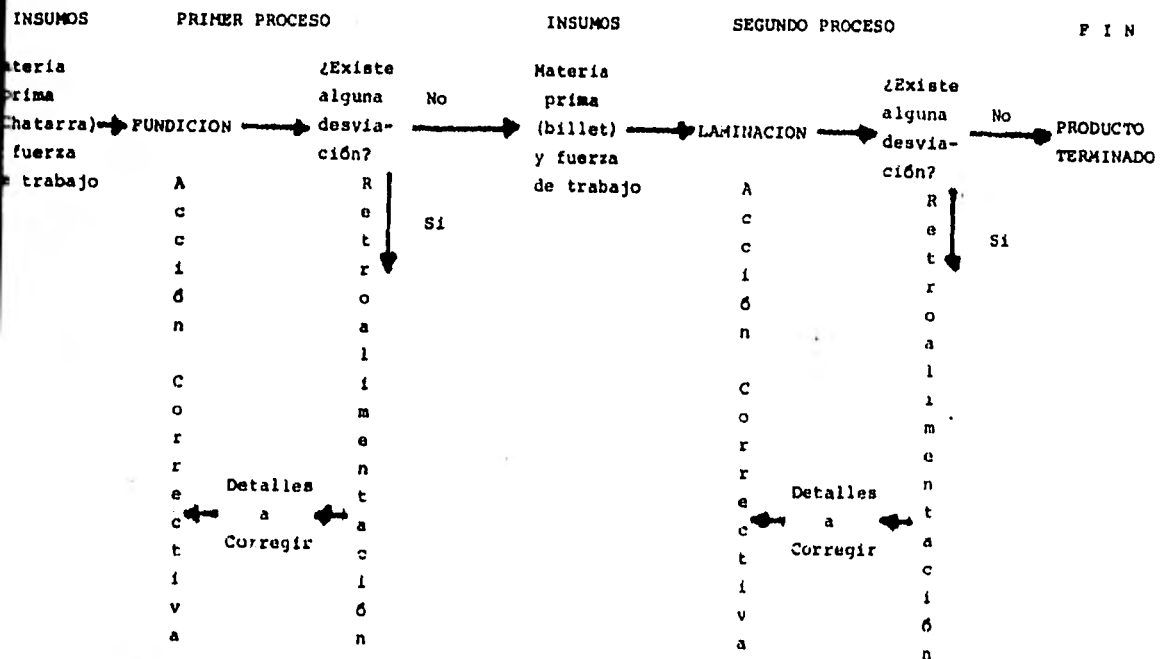 INSUMOS PRIMER PROCESO INSUMOS SEGUNDO PROCESO F I N
ateria
prima
Chatarra)
fuerza
e trabajo
FUNDICION
¿Existe
alguna
desvia-
ción?
No
Si
Acción Correctiva
Retroalimentación
Detalles
a
Corregir
Materia
prima
(billet)
y fuerza
de trabajo
LAMINACION
¿Existe
alguna
desvia-
ción?
No
Si
Acción Correctiva
Retroalimentación
Detalles
a
Corregir
PRODUCTO
TERMINADO